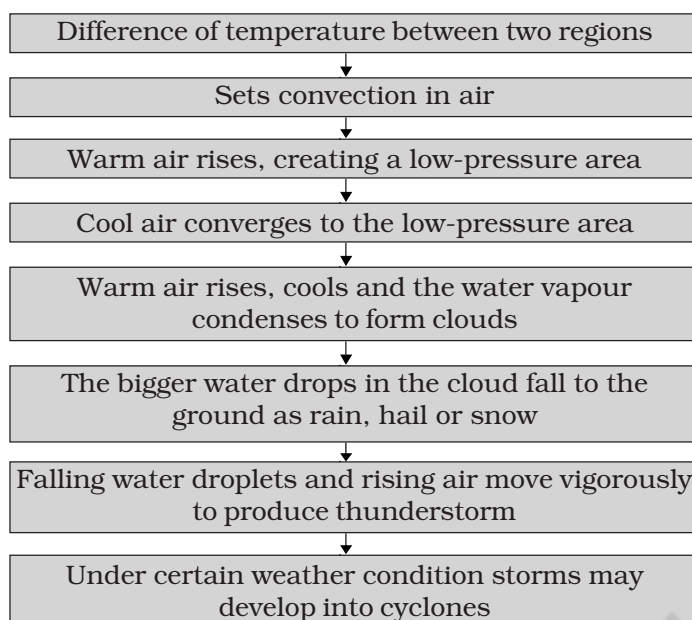 Difference of temperature between two regions
Sets convection in air
Warm air rises, creating a low-pressure area
Cool air converges to the low-pressure area
Warm air rises, cools and the water vapour
condenses to form clouds
The bigger water drops in the cloud fall to the
ground as rain, hail or snow
Falling water droplets and rising air move vigorously
to produce thunderstorm
Under certain weather condition storms may
develop into cyclones